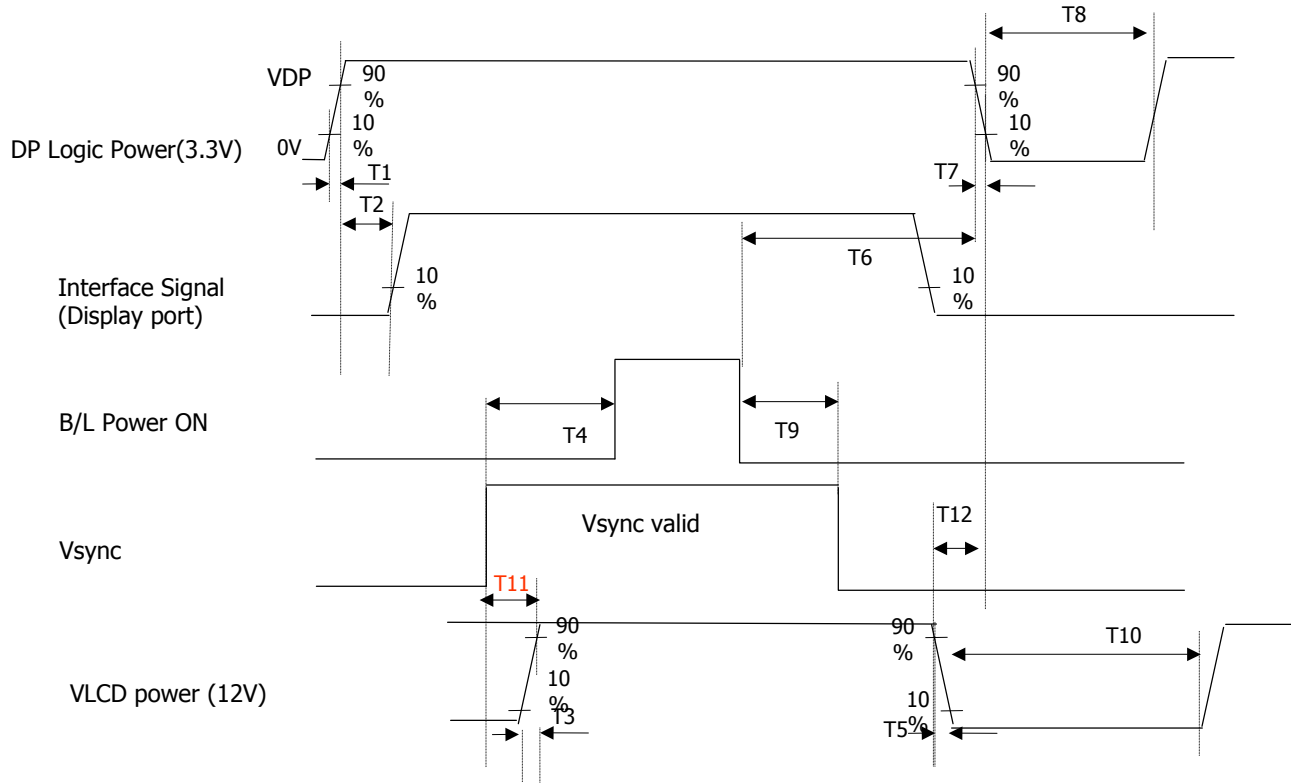 T8
VDP
90
%
90
%
10
%
10
%
DP Logic Power(3.3V)
0V
T1
T7
T2
T6
10
%
10
%
Interface Signal
(Display port)
B/L Power ON
T4
T9
Vsync valid
T12
Vsync
T11
90
%
90
%
T10
10
%
10
%
VLCD power (12V)
T3
T5